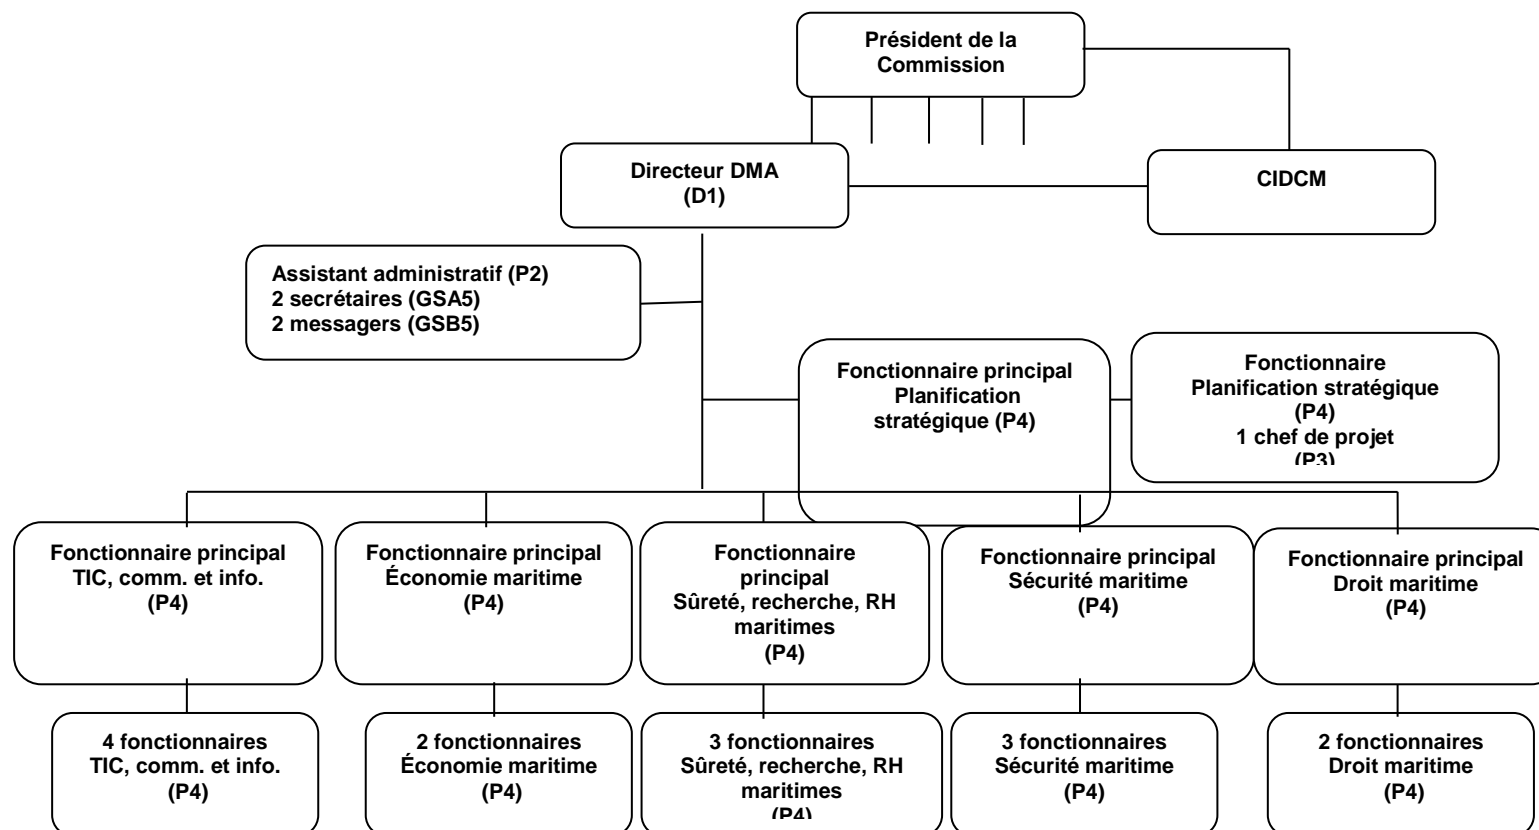 Président de la
Commission
Directeur DMA
(D1)
CIDCM
Assistant administratif (P2)
2 secrétaires (GSA5)
2 messagers (GSB5)
Fonctionnaire principal
Planification
stratégique (P4)
Fonctionnaire
Planification stratégique
(P4)
1 chef de projet
(P3)
Fonctionnaire principal
TIC, comm. et info.
(P4)
Fonctionnaire principal
Économie maritime
(P4)
Fonctionnaire
principal
Sûreté, recherche, RH
maritimes
(P4)
Fonctionnaire principal
Sécurité maritime
(P4)
Fonctionnaire principal
Droit maritime
(P4)
4 fonctionnaires
TIC, comm. et info.
(P4)
2 fonctionnaires
Économie maritime
(P4)
3 fonctionnaires
Sûreté, recherche, RH
maritimes
(P4)
3 fonctionnaires
Sécurité maritime
(P4)
2 fonctionnaires
Droit maritime
(P4)